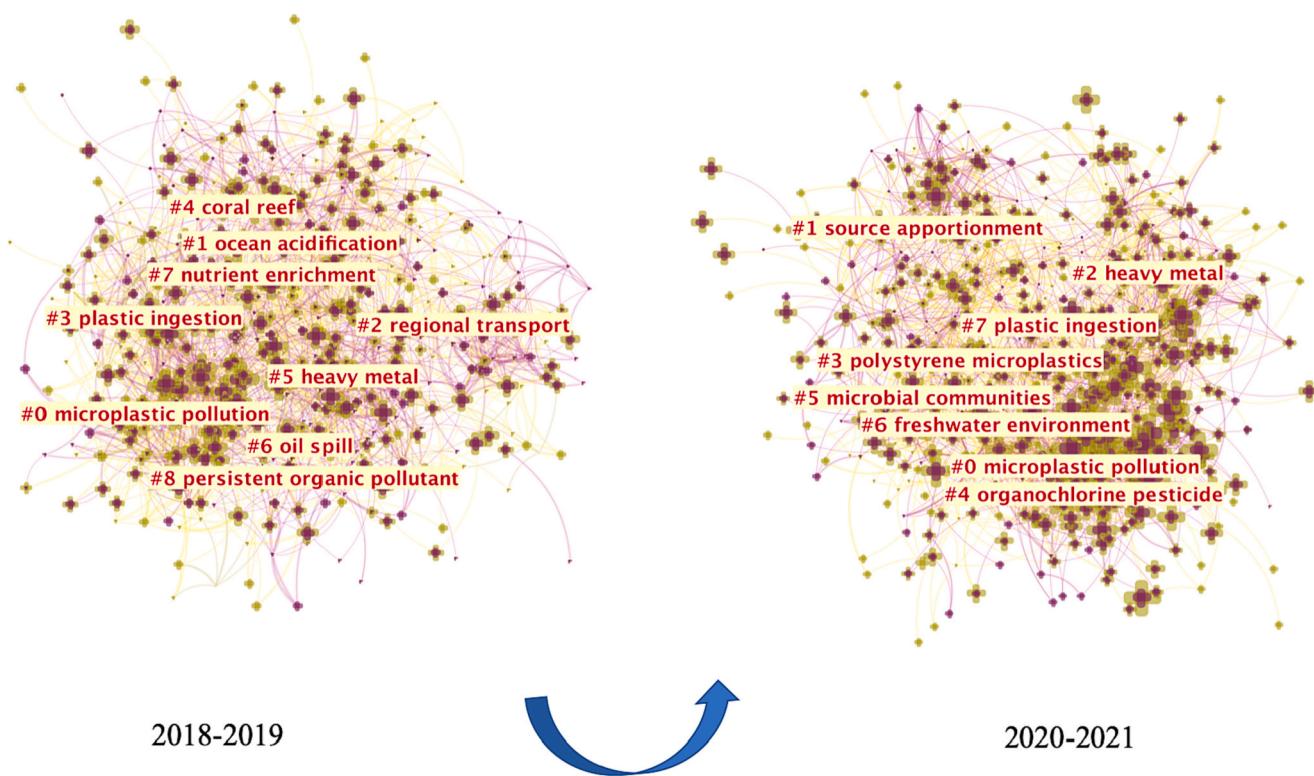 #4 coral reef
#1 ocean acidification
#7 nutrient enrichment
#3 plastic ingestion
#2 regional transport
#5 heavy metal
#0 microplastic pollution
#6 oil spill
#8 persistent organic pollutant
2018-2019
#1 source apportionment
#2 heavy metal
#7 plastic ingestion
#3 polystyrene microplastics
#5 microbial communities
#6 freshwater environment
#0 microplastic pollution
#4 organochlorine pesticide
2020-2021